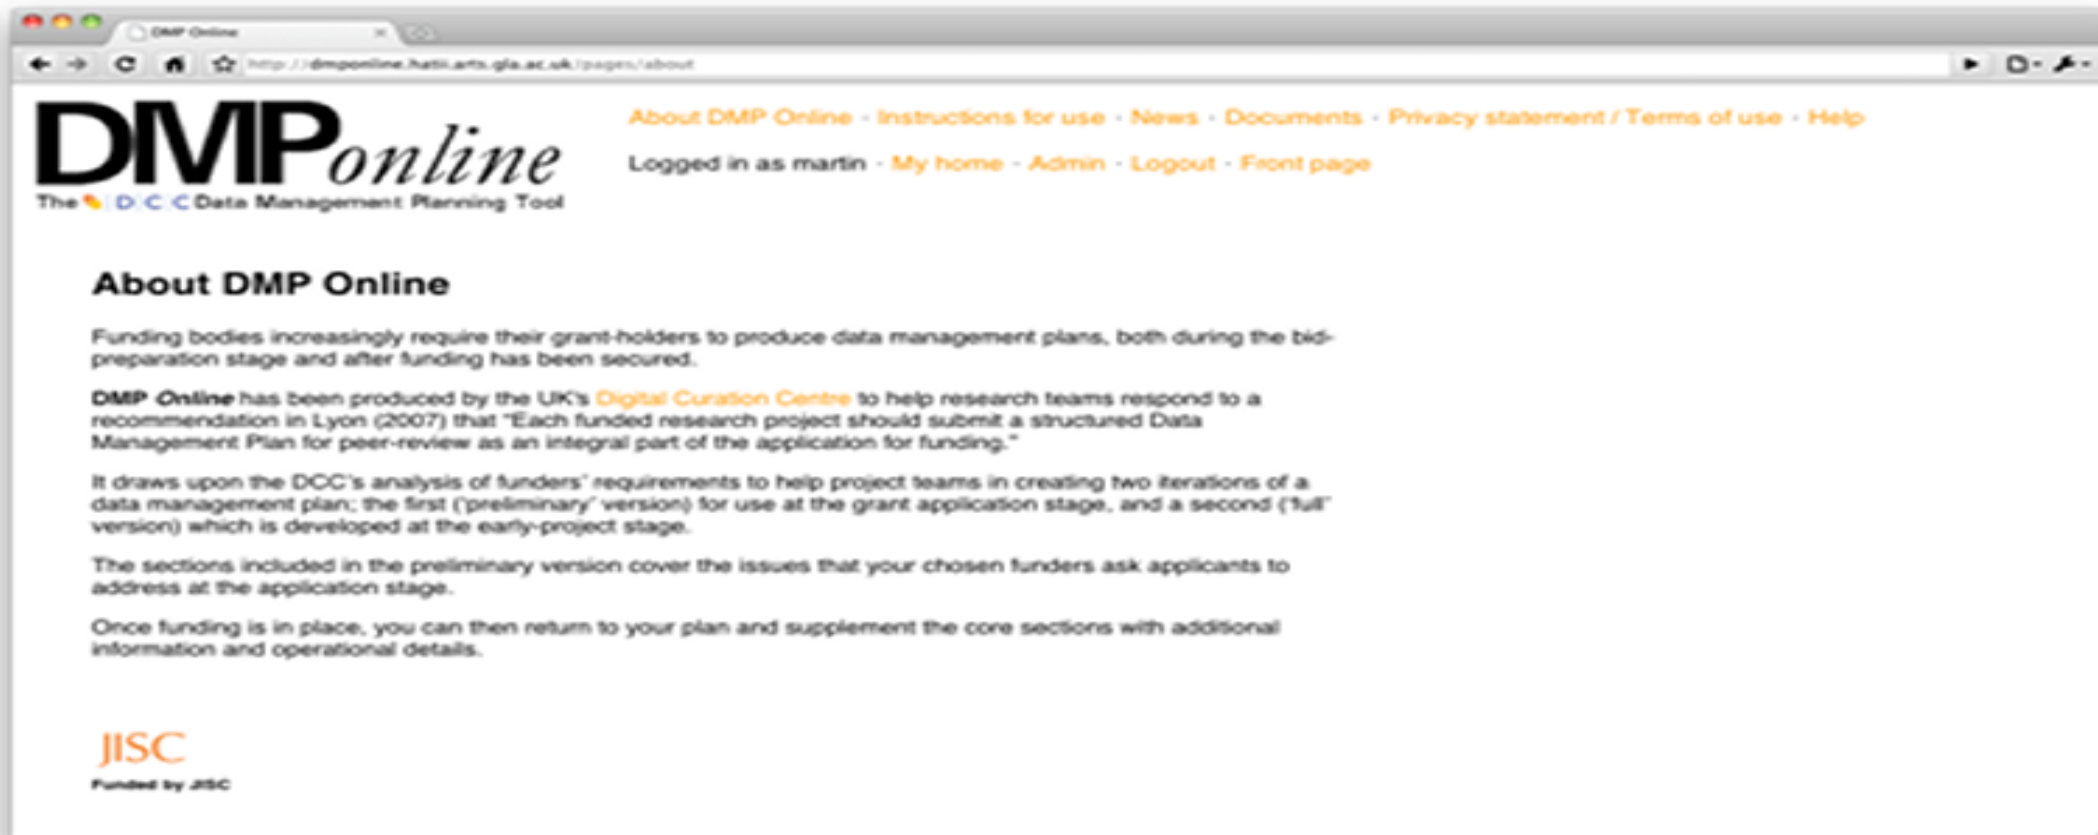 DMP Online
http://dmponline.hatii.arts.gla.ac.uk/pages/about
DMPonline
The DCC Data Management Planning Tool
About DMP Online - Instructions for use - News - Documents - Privacy statement / Terms of use - Help
Logged in as martin - My home - Admin - Logout - Front page
About DMP Online
Funding bodies increasingly require their grant-holders to produce data management plans, both during the bid-
preparation stage and after funding has been secured.
DMP Online has been produced by the UK's Digital Curation Centre to help research teams respond to a
recommendation in Lyon (2007) that "Each funded research project should submit a structured Data
Management Plan for peer-review as an integral part of the application for funding."
It draws upon the DCC's analysis of funders' requirements to help project teams in creating two iterations of a
data management plan; the first ('preliminary' version) for use at the grant application stage, and a second ('full'
version) which is developed at the early-project stage.
The sections included in the preliminary version cover the issues that your chosen funders ask applicants to
address at the application stage.
Once funding is in place, you can then return to your plan and supplement the core sections with additional
information and operational details.
JISC
Funded by JISC